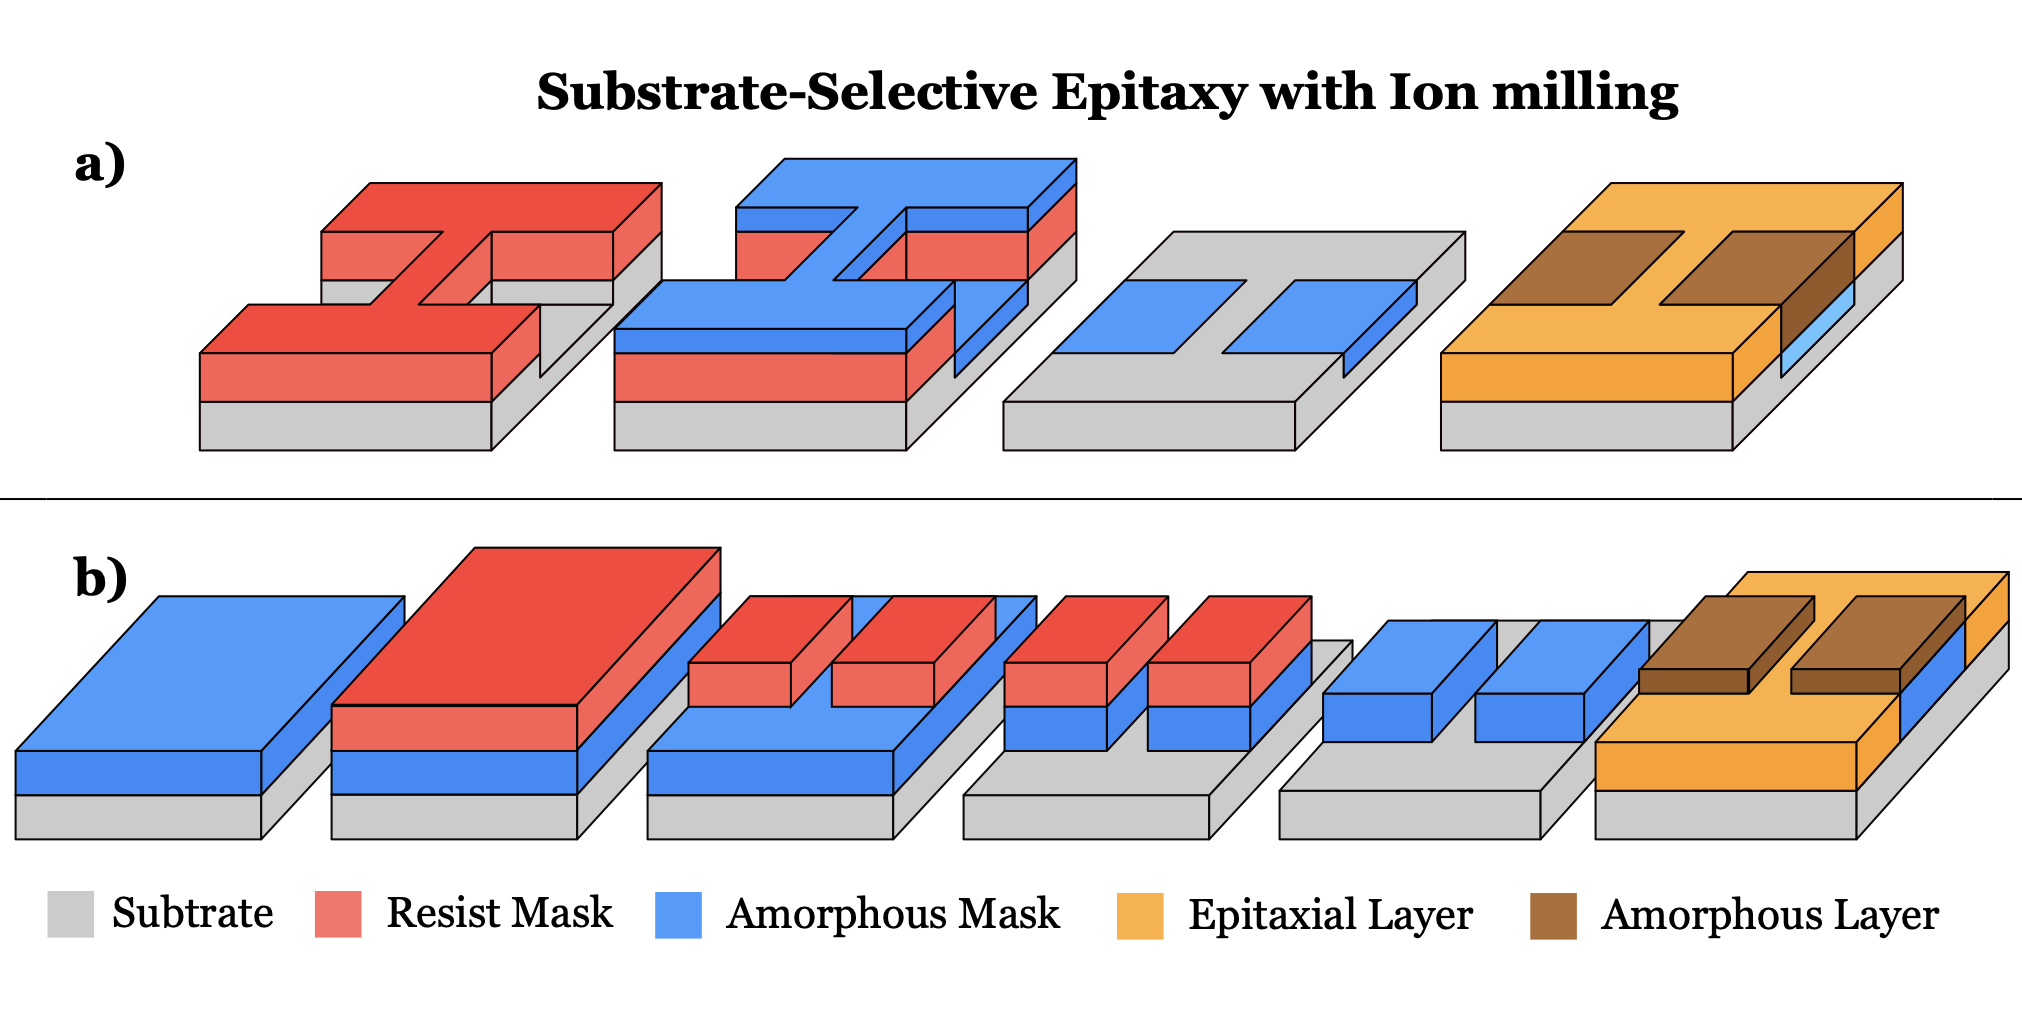 Substrate-Selective Epitaxy with Ion milling
a)
b)
Subtrate
Resist Mask
Amorphous Mask
Epitaxial Layer
Amorphous Layer